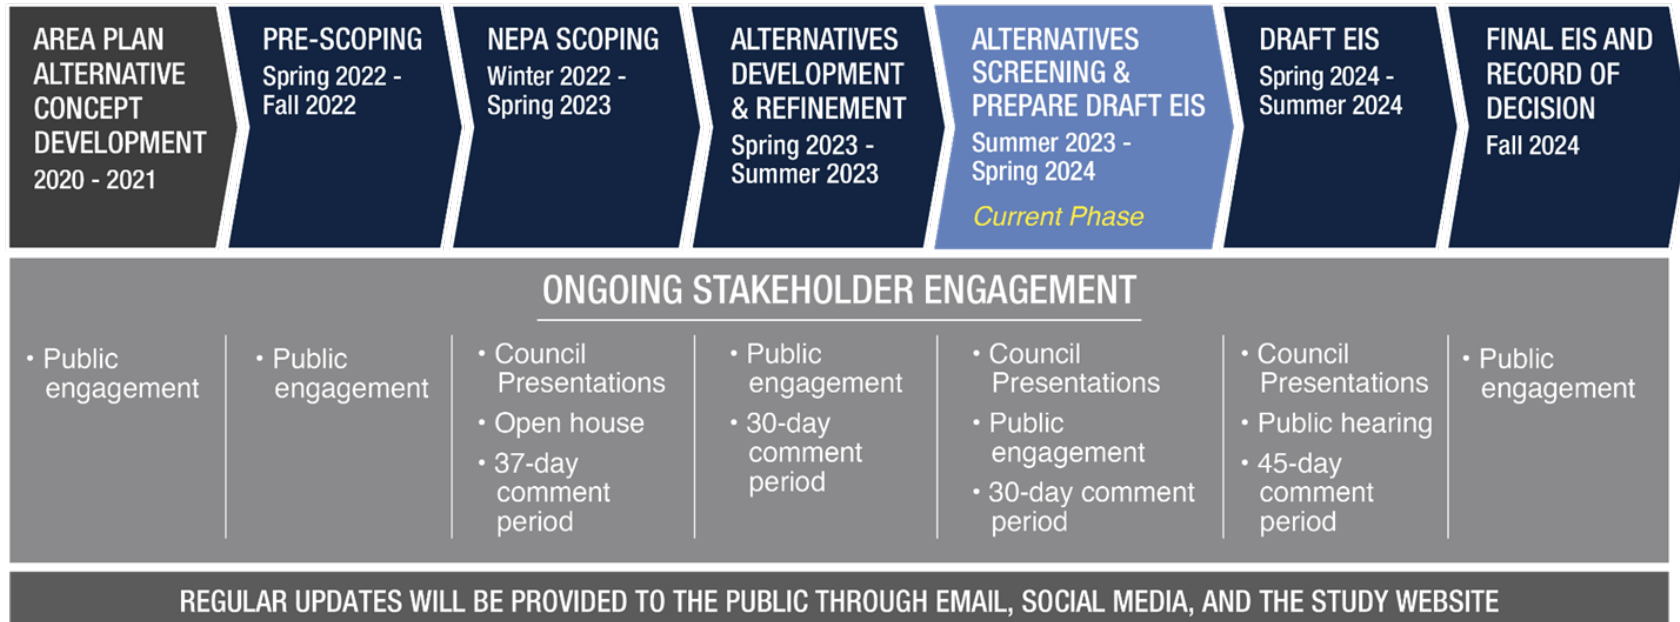 AREA PLAN
ALTERNATIVE
CONCEPT
DEVELOPMENT
2020 - 2021
PRE-SCOPING
Spring 2022 -
Fall 2022
NEPA SCOPING
Winter 2022 -
Spring 2023
ALTERNATIVES
DEVELOPMENT
& REFINEMENT
Spring 2023 -
Summer 2023
ALTERNATIVES
SCREENING &
PREPARE DRAFT EIS
Summer 2023 -
Spring 2024
Current Phase
DRAFT EIS
Spring 2024 -
Summer 2024
FINAL EIS AND
RECORD OF
DECISION
Fall 2024
ONGOING STAKEHOLDER ENGAGEMENT
• Public
engagement
• Public
engagement
• Council
Presentations
• Open house
• 37-day
comment
period
• Public
engagement
• 30-day
comment
period
• Council
Presentations
• Public
engagement
• 30-day comment
period
• Council
Presentations
• Public hearing
• 45-day
comment
period
• Public
engagement
REGULAR UPDATES WILL BE PROVIDED TO THE PUBLIC THROUGH EMAIL, SOCIAL MEDIA, AND THE STUDY WEBSITE